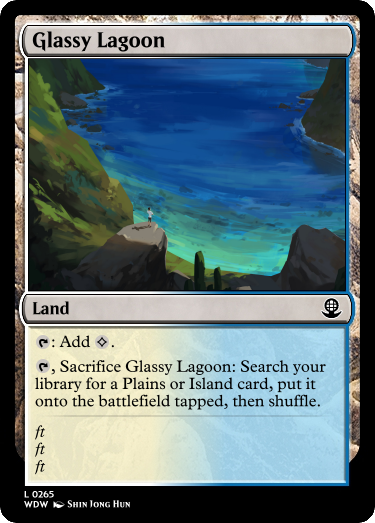 Glassy Lagoon
Land
: Add .
, Sacrifice Glassy Lagoon: Search your
library for a Plains or Island card, put it
onto the battlefield tapped, then shuffle.
ft
ft
ft
L 0265
WDW Shin Jong Hun